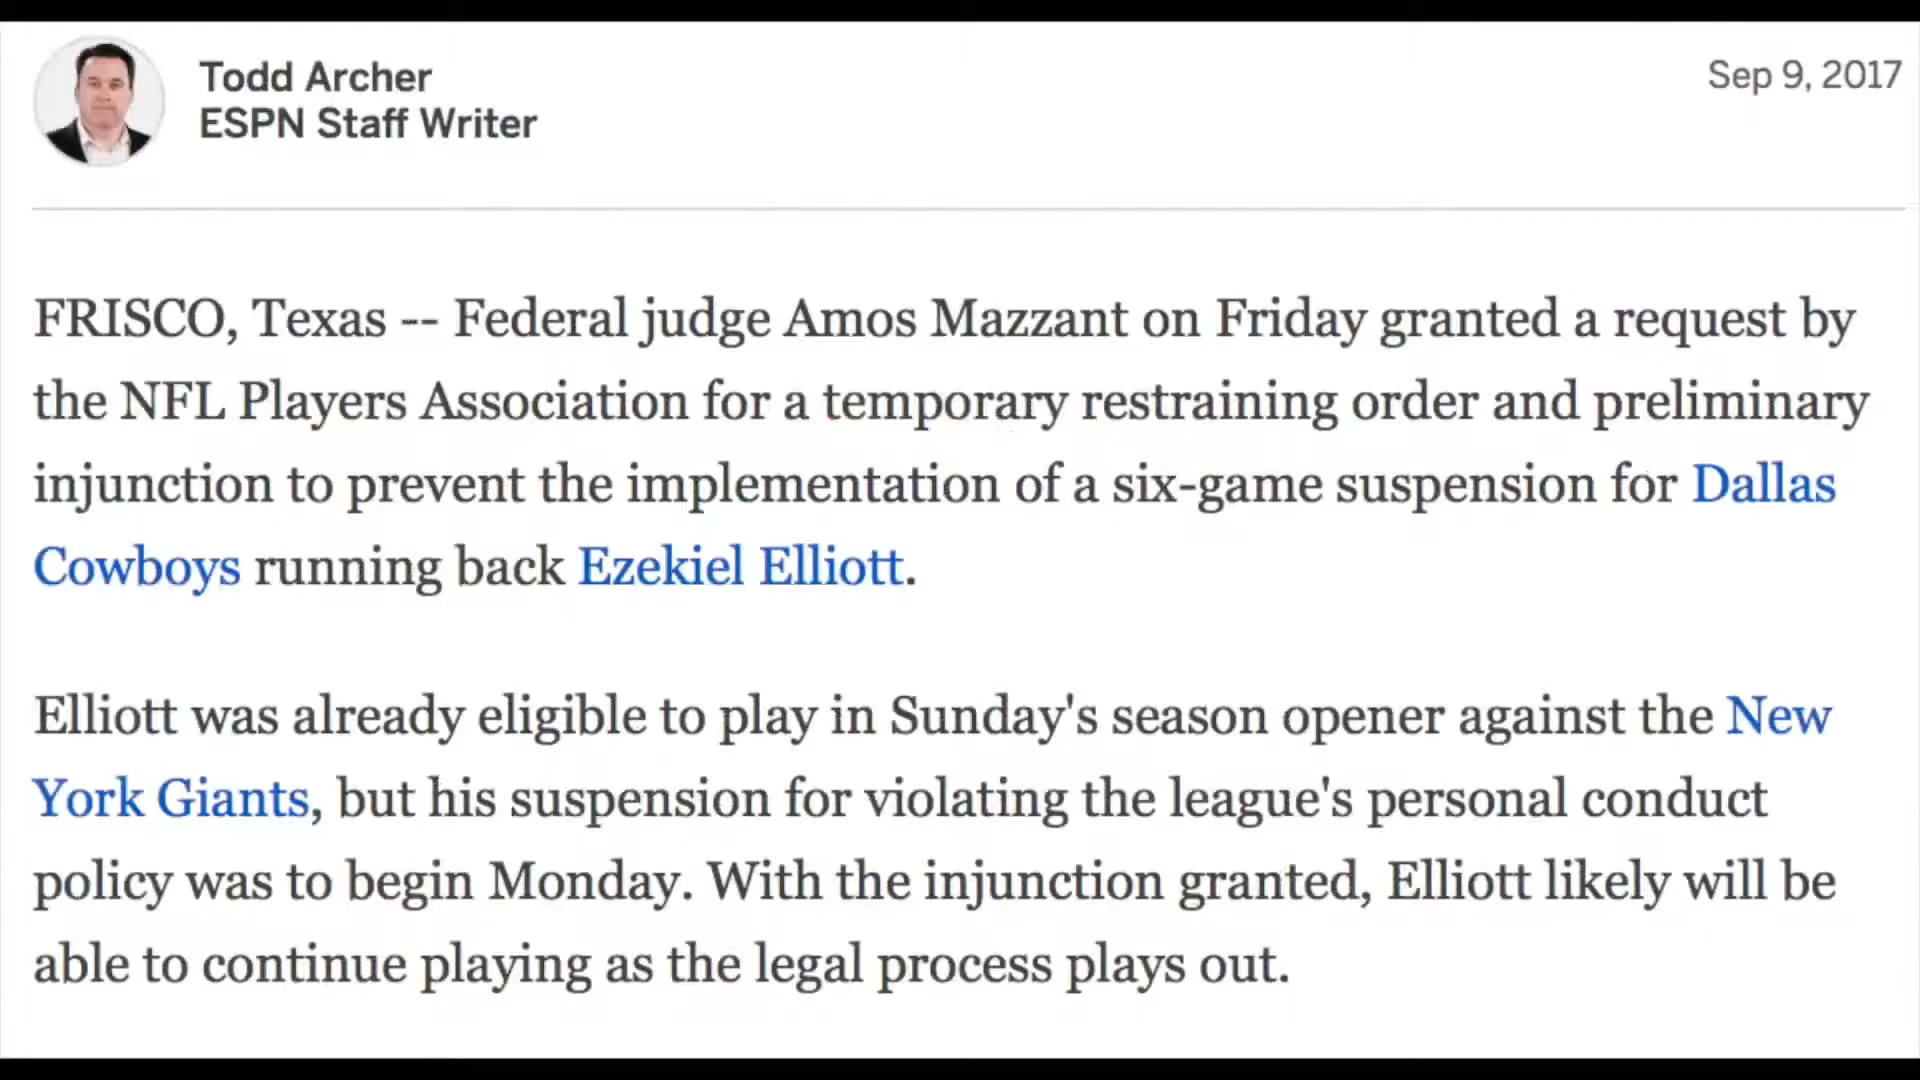 Todd Archer
ESPN Staff Writer
Sep 9, 2017
FRISCO, Texas -- Federal judge Amos Mazzant on Friday granted a request by
the NFL Players Association for a temporary restraining order and preliminary
injunction to prevent the implementation of a six-game suspension for Dallas
Cowboys running back Ezekiel Elliott.
Elliott was already eligible to play in Sunday's season opener against the New
York Giants, but his suspension for violating the league's personal conduct
policy was to begin Monday. With the injunction granted, Elliott likely will be
able to continue playing as the legal process plays out.